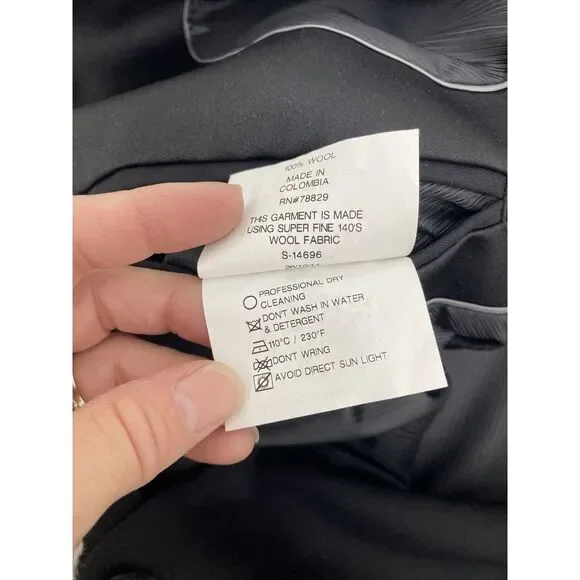 100% WOOL
MADE IN
COLOMBIA
RN#78829
THIS GARMENT IS MADE
USING SUPER FINE 140'S
WOOL FABRIC
S-14696
PROFESSIONAL DRY
CLEANING
DON'T WASH IN WATER
& DETERGENT
110°C / 230°F
DON'T WRING
AVOID DIRECT SUN LIGHT